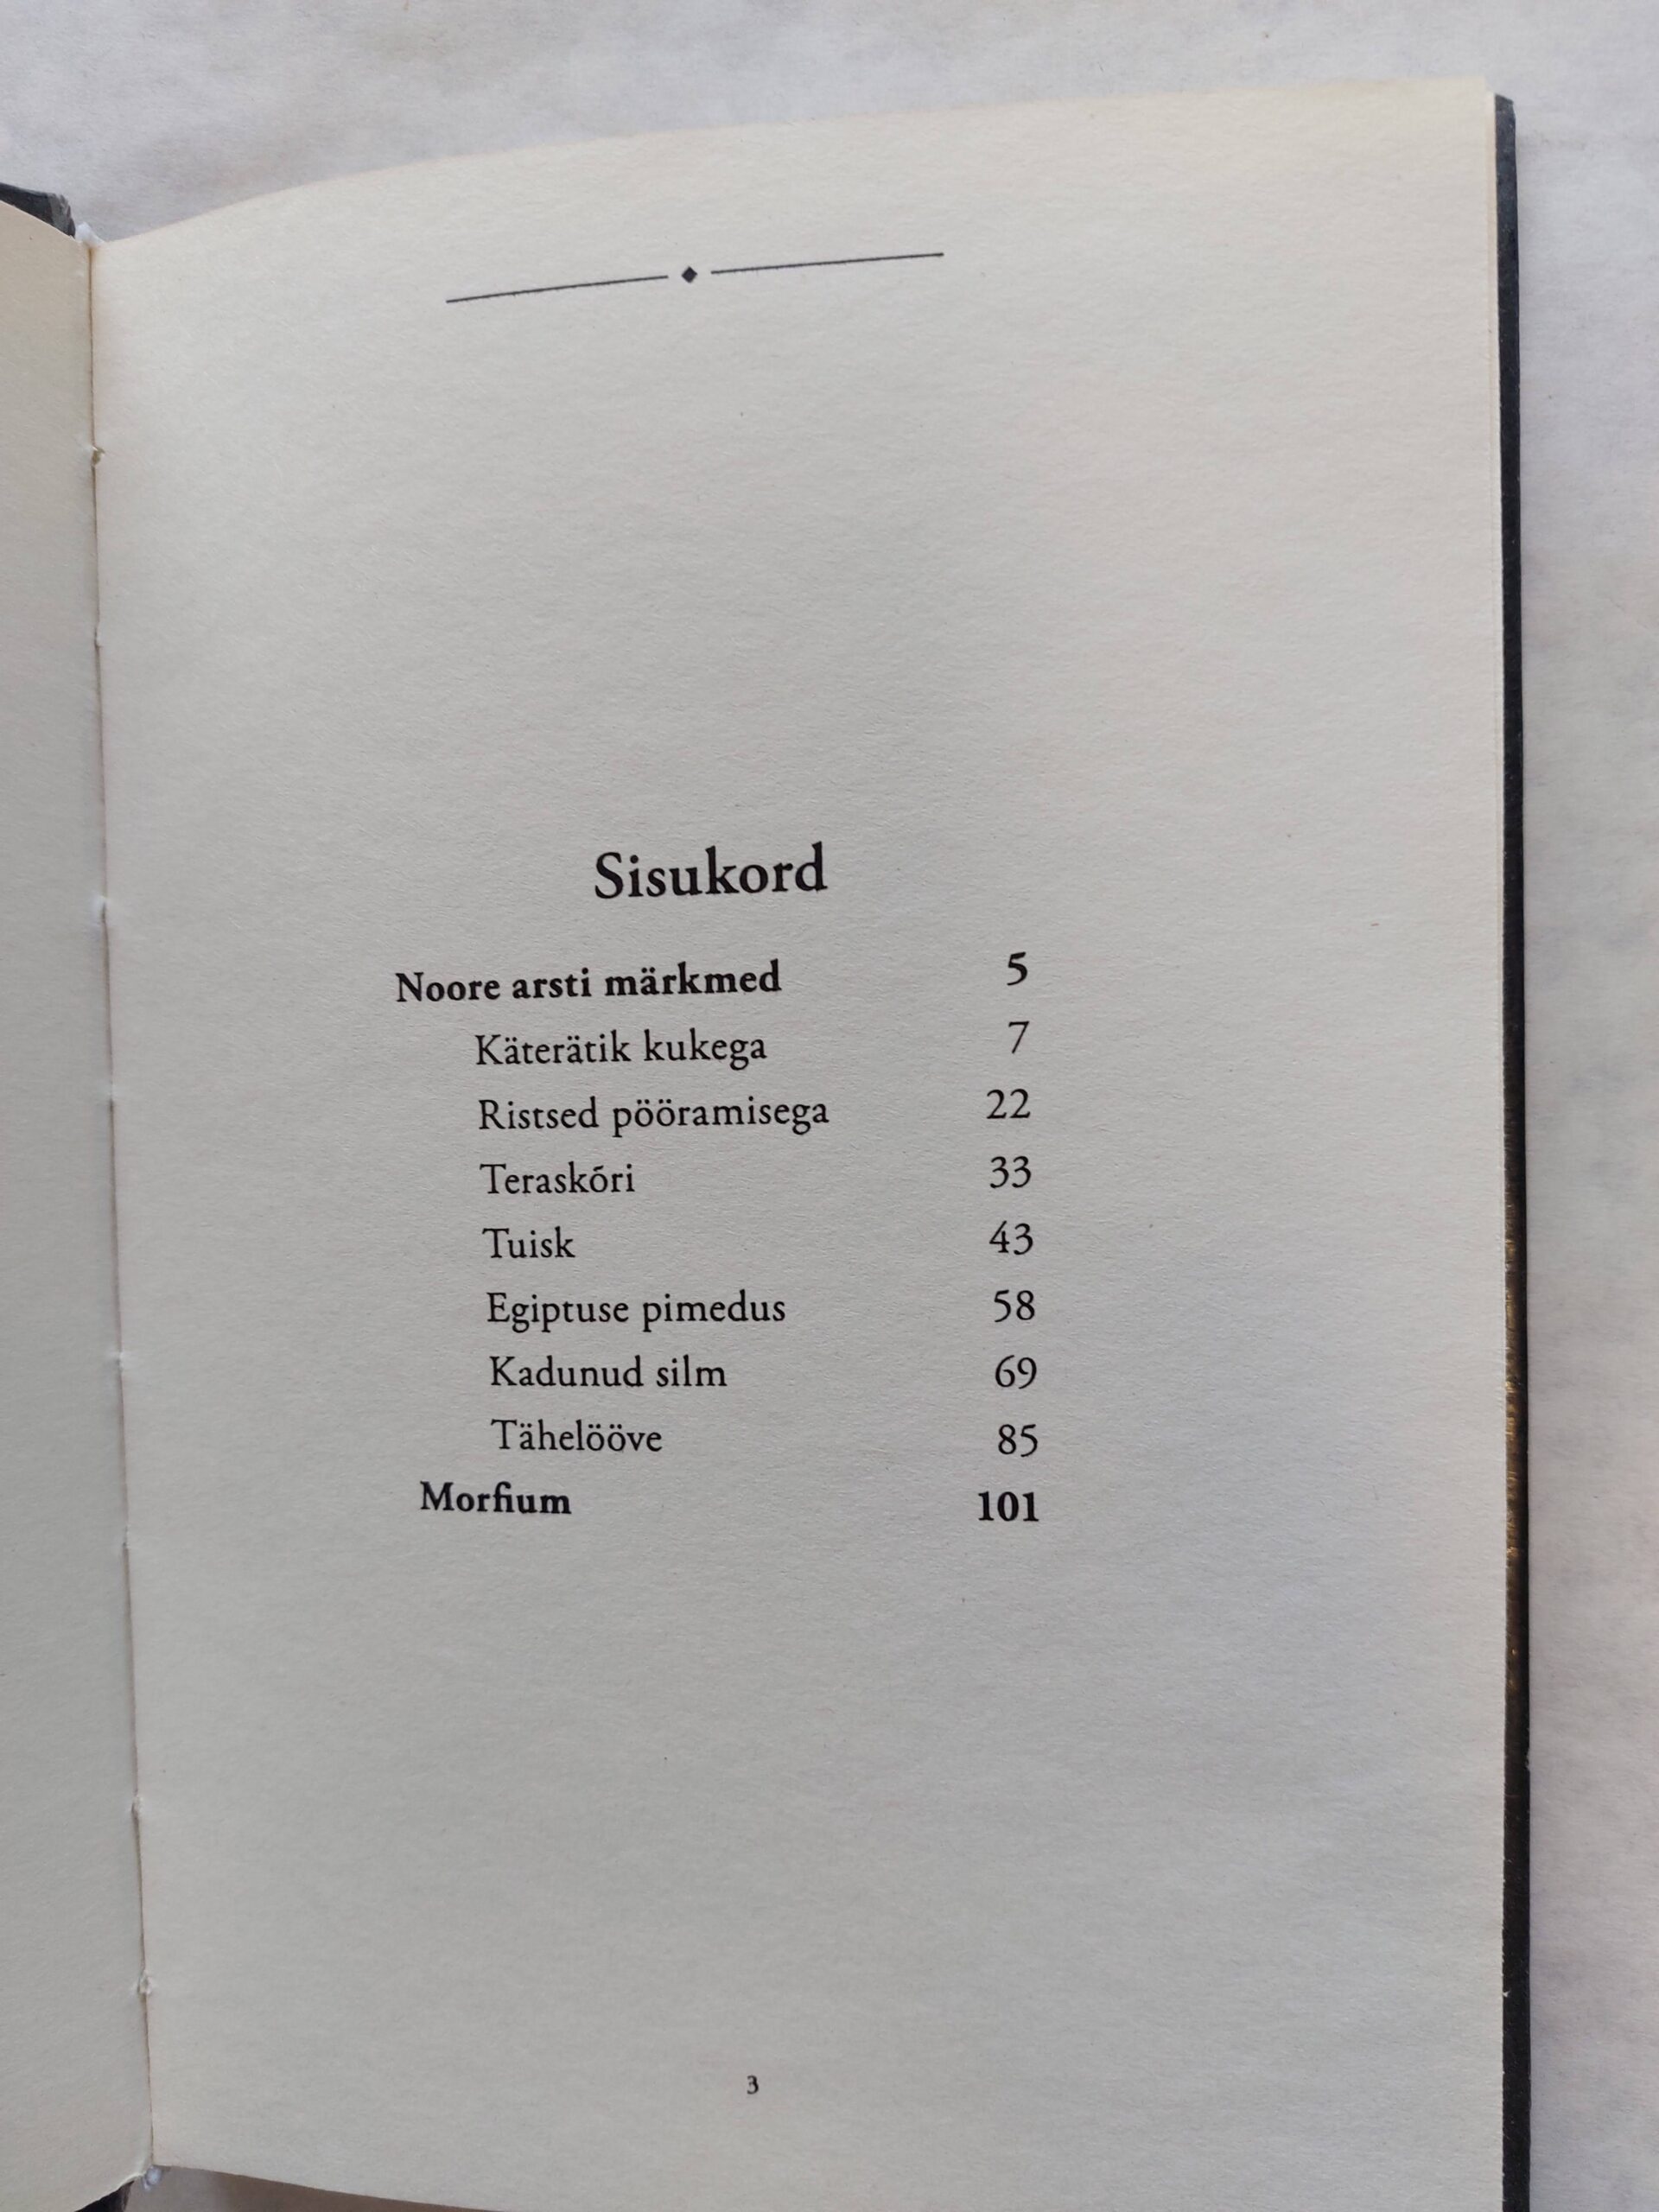 Sisukord
Noore arsti märkmed 5
Käterätik kukega 7
Ristsed pööramisega 22
Teraskõri 33
Tuisk 43
Egiptuse pimedus 58
Kadunud silm 69
Tähelööve 85
Morfium 101
3